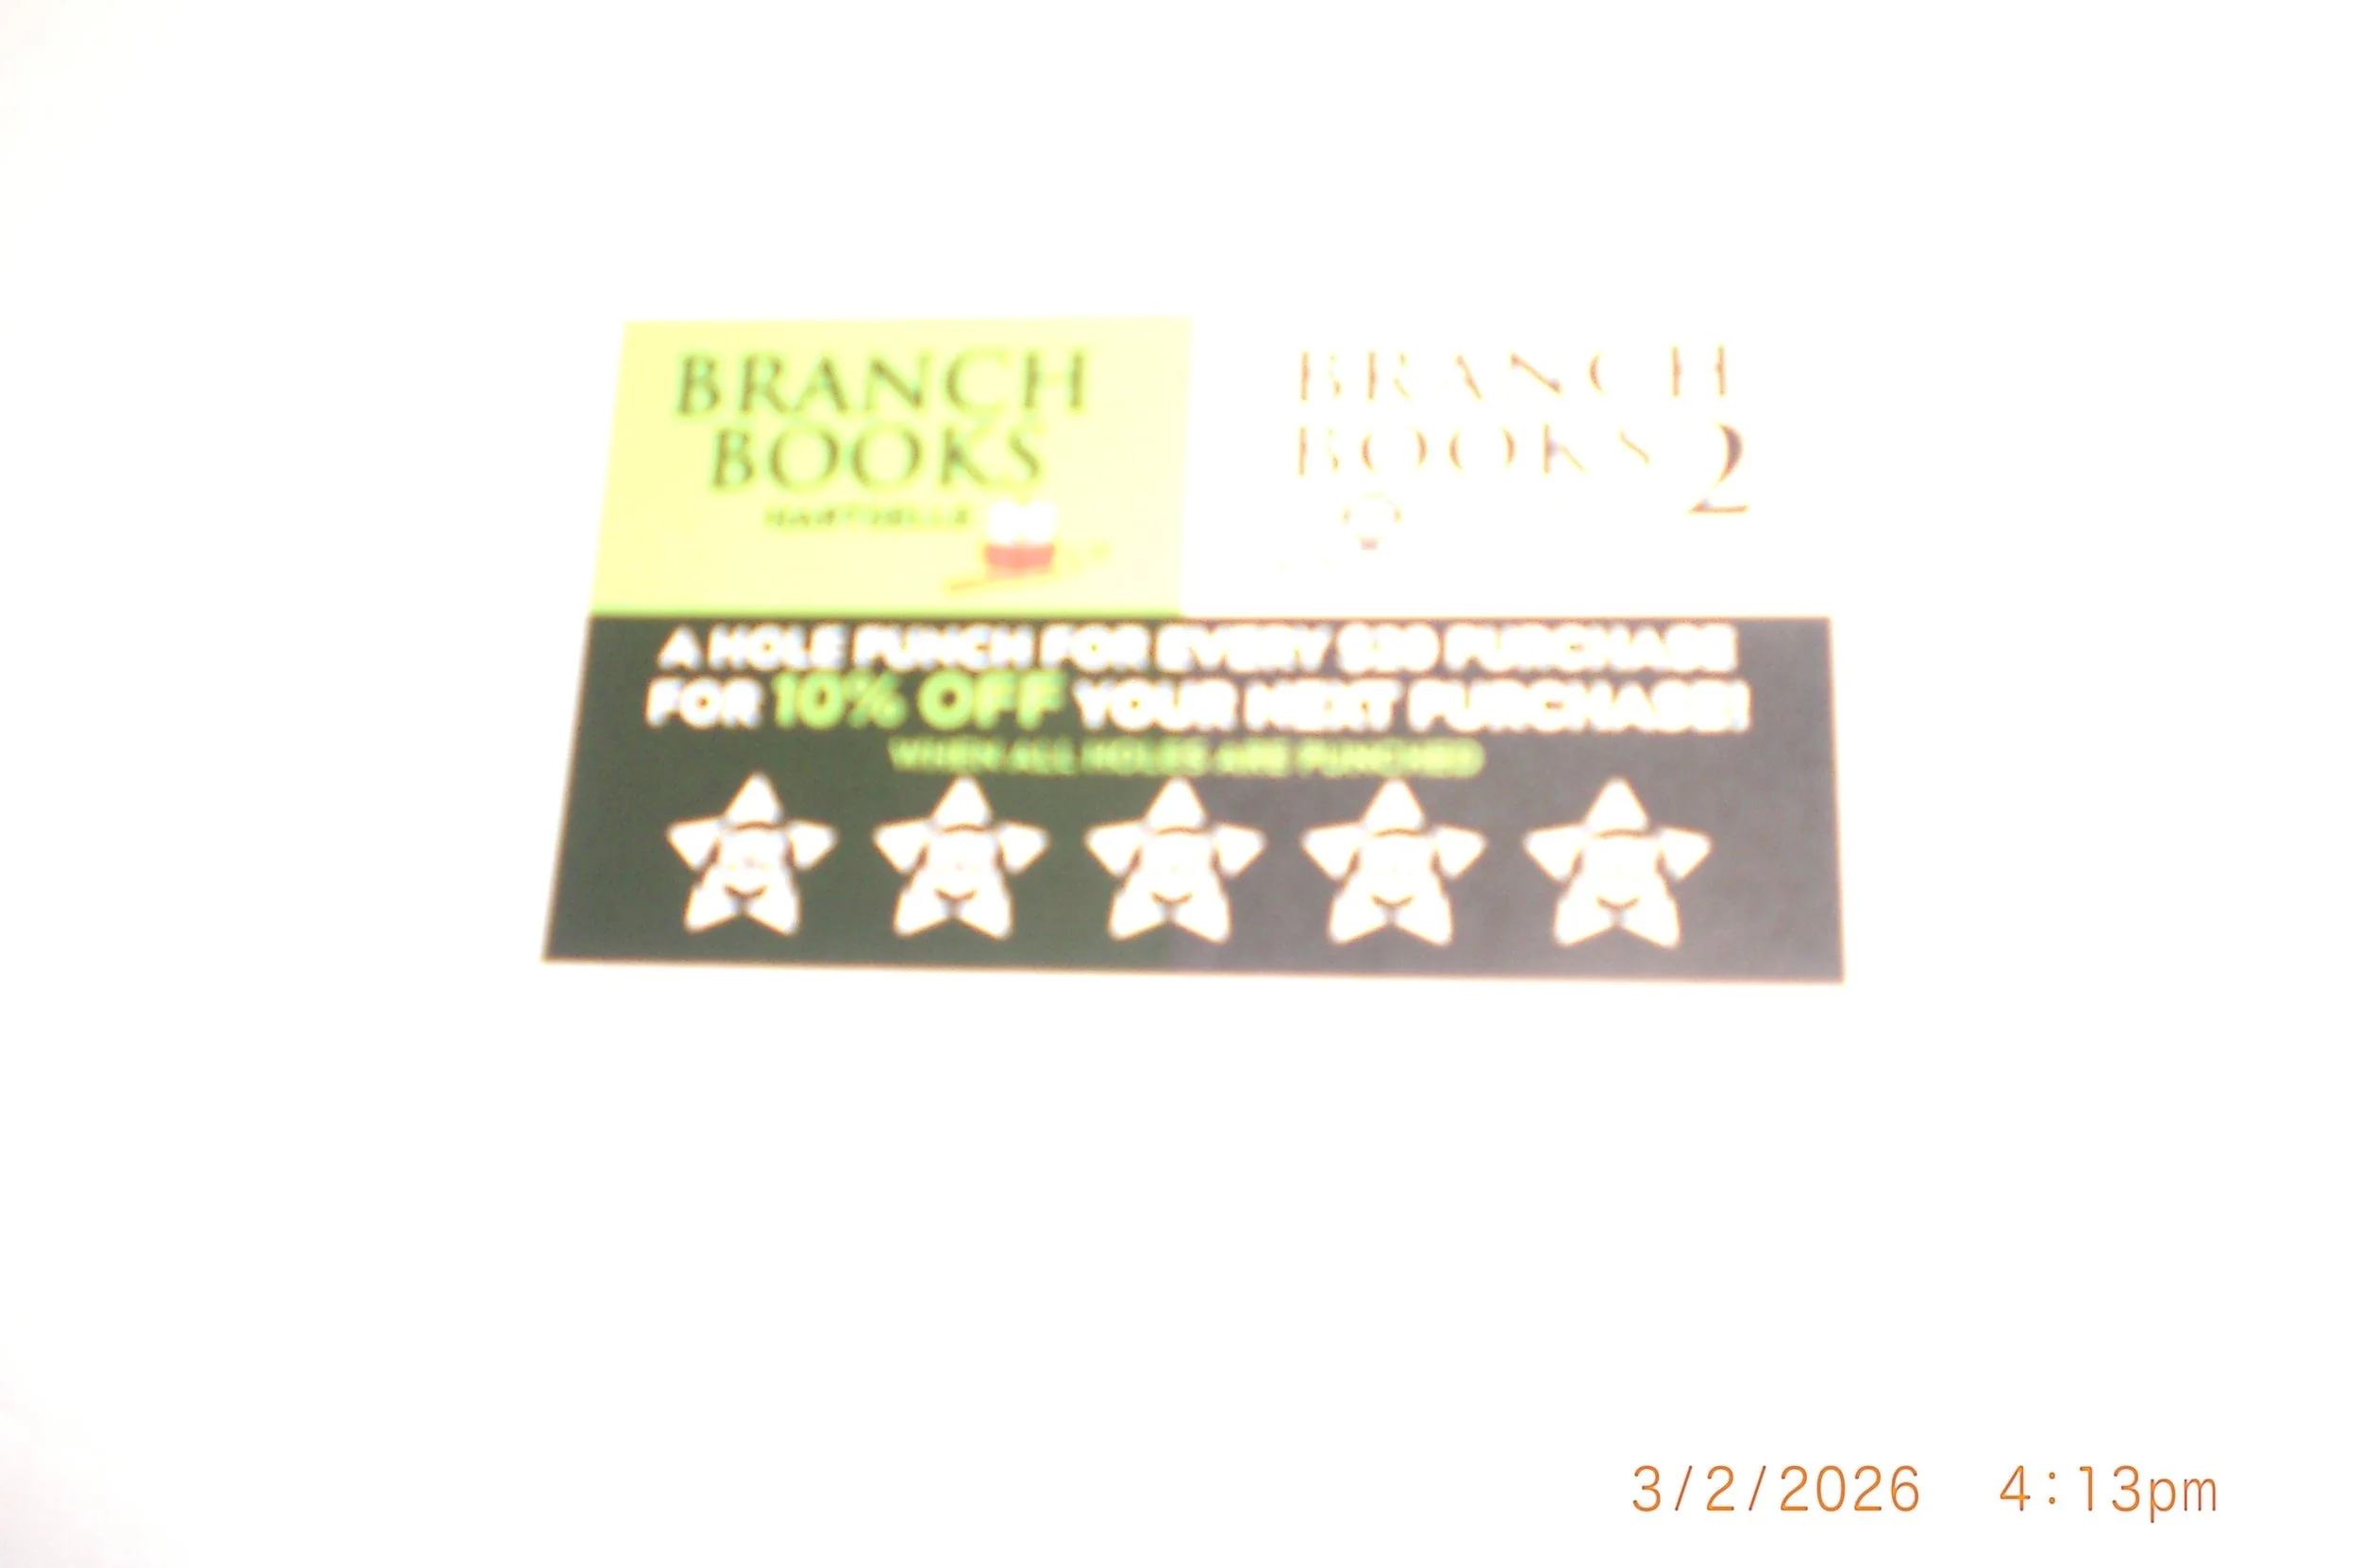 BRANCH
BOOKS
HARTSELLE
BRANCH
BOOKS 2
A HOLE PUNCH FOR EVERY $20 PURCHASE
FOR 10% OFF YOUR NEXT PURCHASE!
WHEN ALL HOLES ARE PUNCHED
3/2/2026 4:13pm